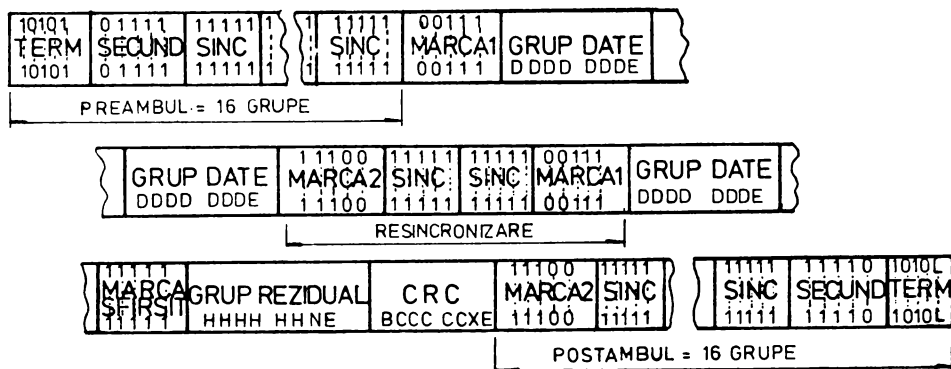 10101 01111 11111 1 1 11111 00111
TERM SECUND SINC SINC MARCA1 GRUP DATE
10101 01111 11111 1 1 11111 00111 DDDD DDDE
PREAMBUL = 16 GRUPE
11100 11111 11111 00111
GRUP DATE MARCA2 SINC SINC MARCA1 GRUP DATE
DDDD DDDE 11100 11111 11111 00111 DDDD DDDE
RESINCRONIZARE
11111 11100 11111 11111 11110 1010L
MARCA SFIRSIT GRUP REZIDUAL CRC MARCA2 SINC SINC SECUND TERM
11111 HHHH HHNE BCCC CCXE 11100 11111 11111 11110 1010L
POSTAMBUL = 16 GRUPE